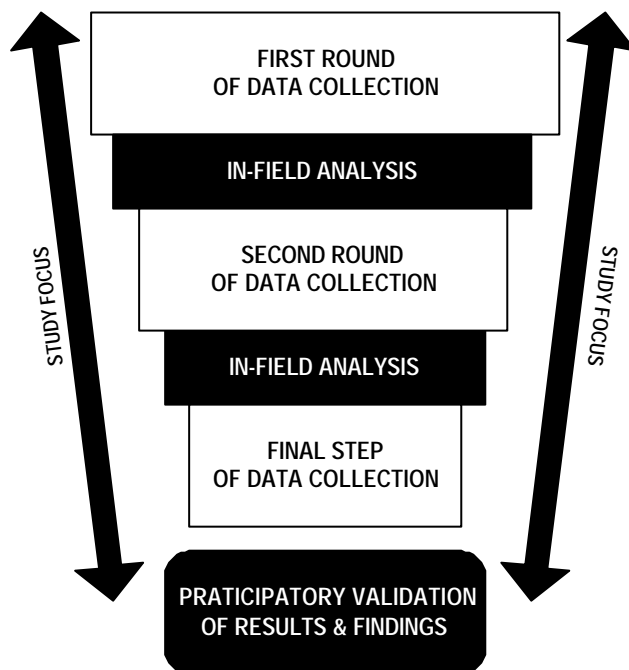 FIRST ROUND
OF DATA COLLECTION
IN-FIELD ANALYSIS
SECOND ROUND
OF DATA COLLECTION
STUDY FOCUS
STUDY FOCUS
IN-FIELD ANALYSIS
FINAL STEP
OF DATA COLLECTION
PRATICIPATORY VALIDATION
OF RESULTS & FINDINGS